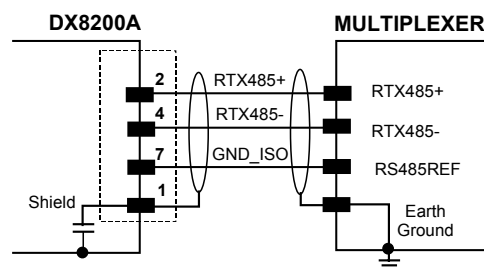 DX8200A
MULTIPLEXER
2
RTX485+
RTX485+
4
RTX485-
RTX485-
7
GND_ISO
RS485REF
1
Shield
Earth
Ground